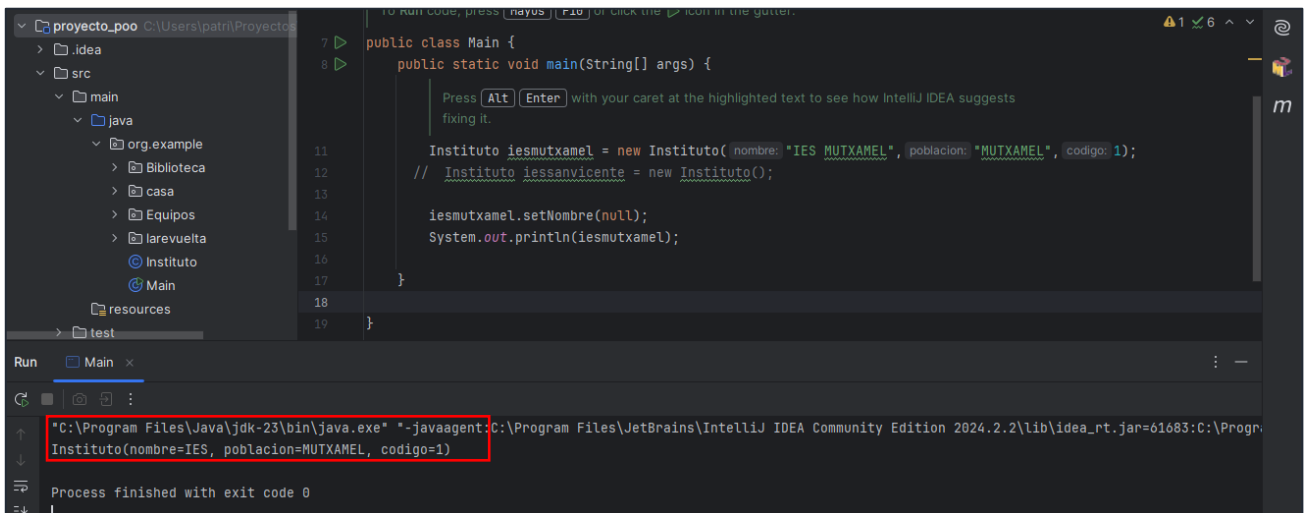 proyecto_poo C:\Users\patri\Proyectos
.idea
src
main
java
org.example
Biblioteca
casa
Equipos
larevuelta
Instituto
Main
resources
test
To Run code, press Mayús F10 or click the icon in the gutter.
1 6
7 public class Main {
8 public static void main(String[] args) {
Press Alt Enter with your caret at the highlighted text to see how IntelliJ IDEA suggests
fixing it.
11 Instituto iesmutxamel = new Instituto( nombre: "IES MUTXAMEL", poblacion: "MUTXAMEL", codigo: 1);
12 // Instituto iessanvicente = new Instituto();
13
14 iesmutxamel.setNombre(null);
15 System.out.println(iesmutxamel);
16
17 }
18
19 }
m
Run Main
"C:\Program Files\Java\jdk-23\bin\java.exe" "-javaagent:C:\Program Files\JetBrains\IntelliJ IDEA Community Edition 2024.2.2\lib\idea_rt.jar=61683:C:\Progr
Instituto(nombre=IES, poblacion=MUTXAMEL, codigo=1)
Process finished with exit code 0